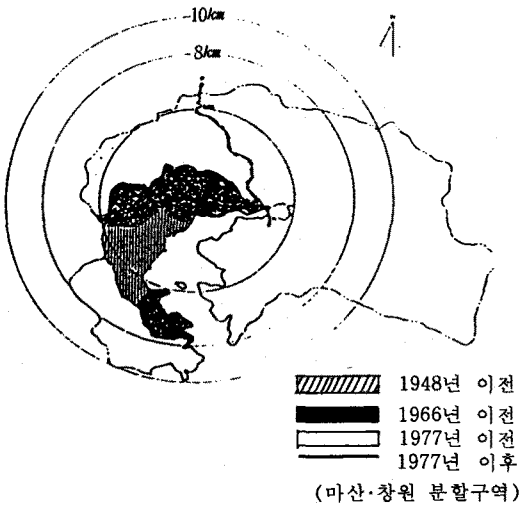 10km
8km
1948년 이전
1966년 이전
1977년 이전
1977년 이후
(마산·창원 분할구역)